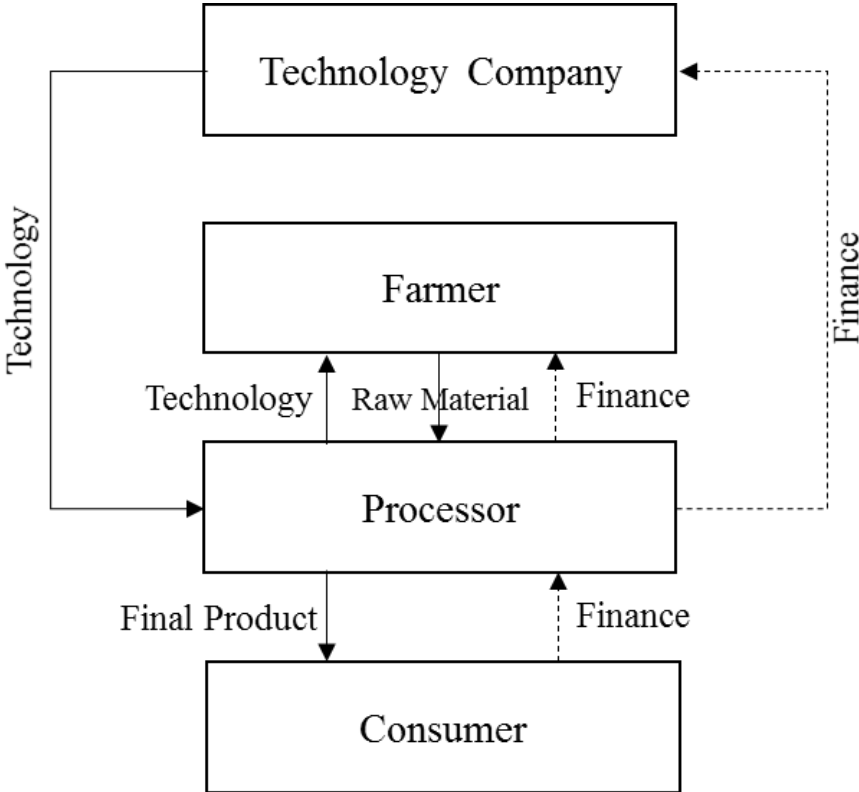 Technology Company
Technology
Finance
Farmer
Technology
Raw Material
Finance
Processor
Final Product
Finance
Consumer